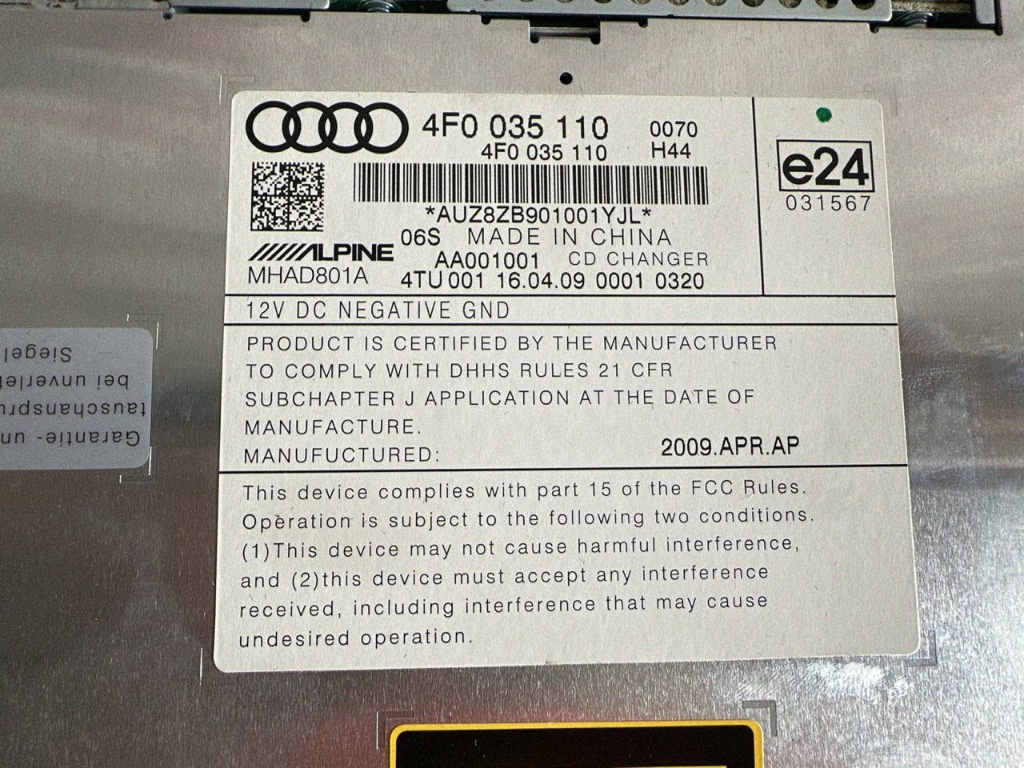 4F0 035 110 0070
4F0 035 110 H44
e24
031567
*AUZ8ZB901001YJL*
06S MADE IN CHINA
ALPINE
AA001001 CD CHANGER
MHAD801A
4TU 001 16.04.09 0001 0320
12V DC NEGATIVE GND
PRODUCT IS CERTIFIED BY THE MANUFACTURER
TO COMPLY WITH DHHS RULES 21 CFR
SUBCHAPTER J APPLICATION AT THE DATE OF
MANUFACTURE.
MANUFUCTURED: 2009.APR.AP
This device complies with part 15 of the FCC Rules.
Operation is subject to the following two conditions.
(1)This device may not cause harmful interference,
and (2)this device must accept any interference
received, including interference that may cause
undesired operation.
Garantie-
bei
Siegel